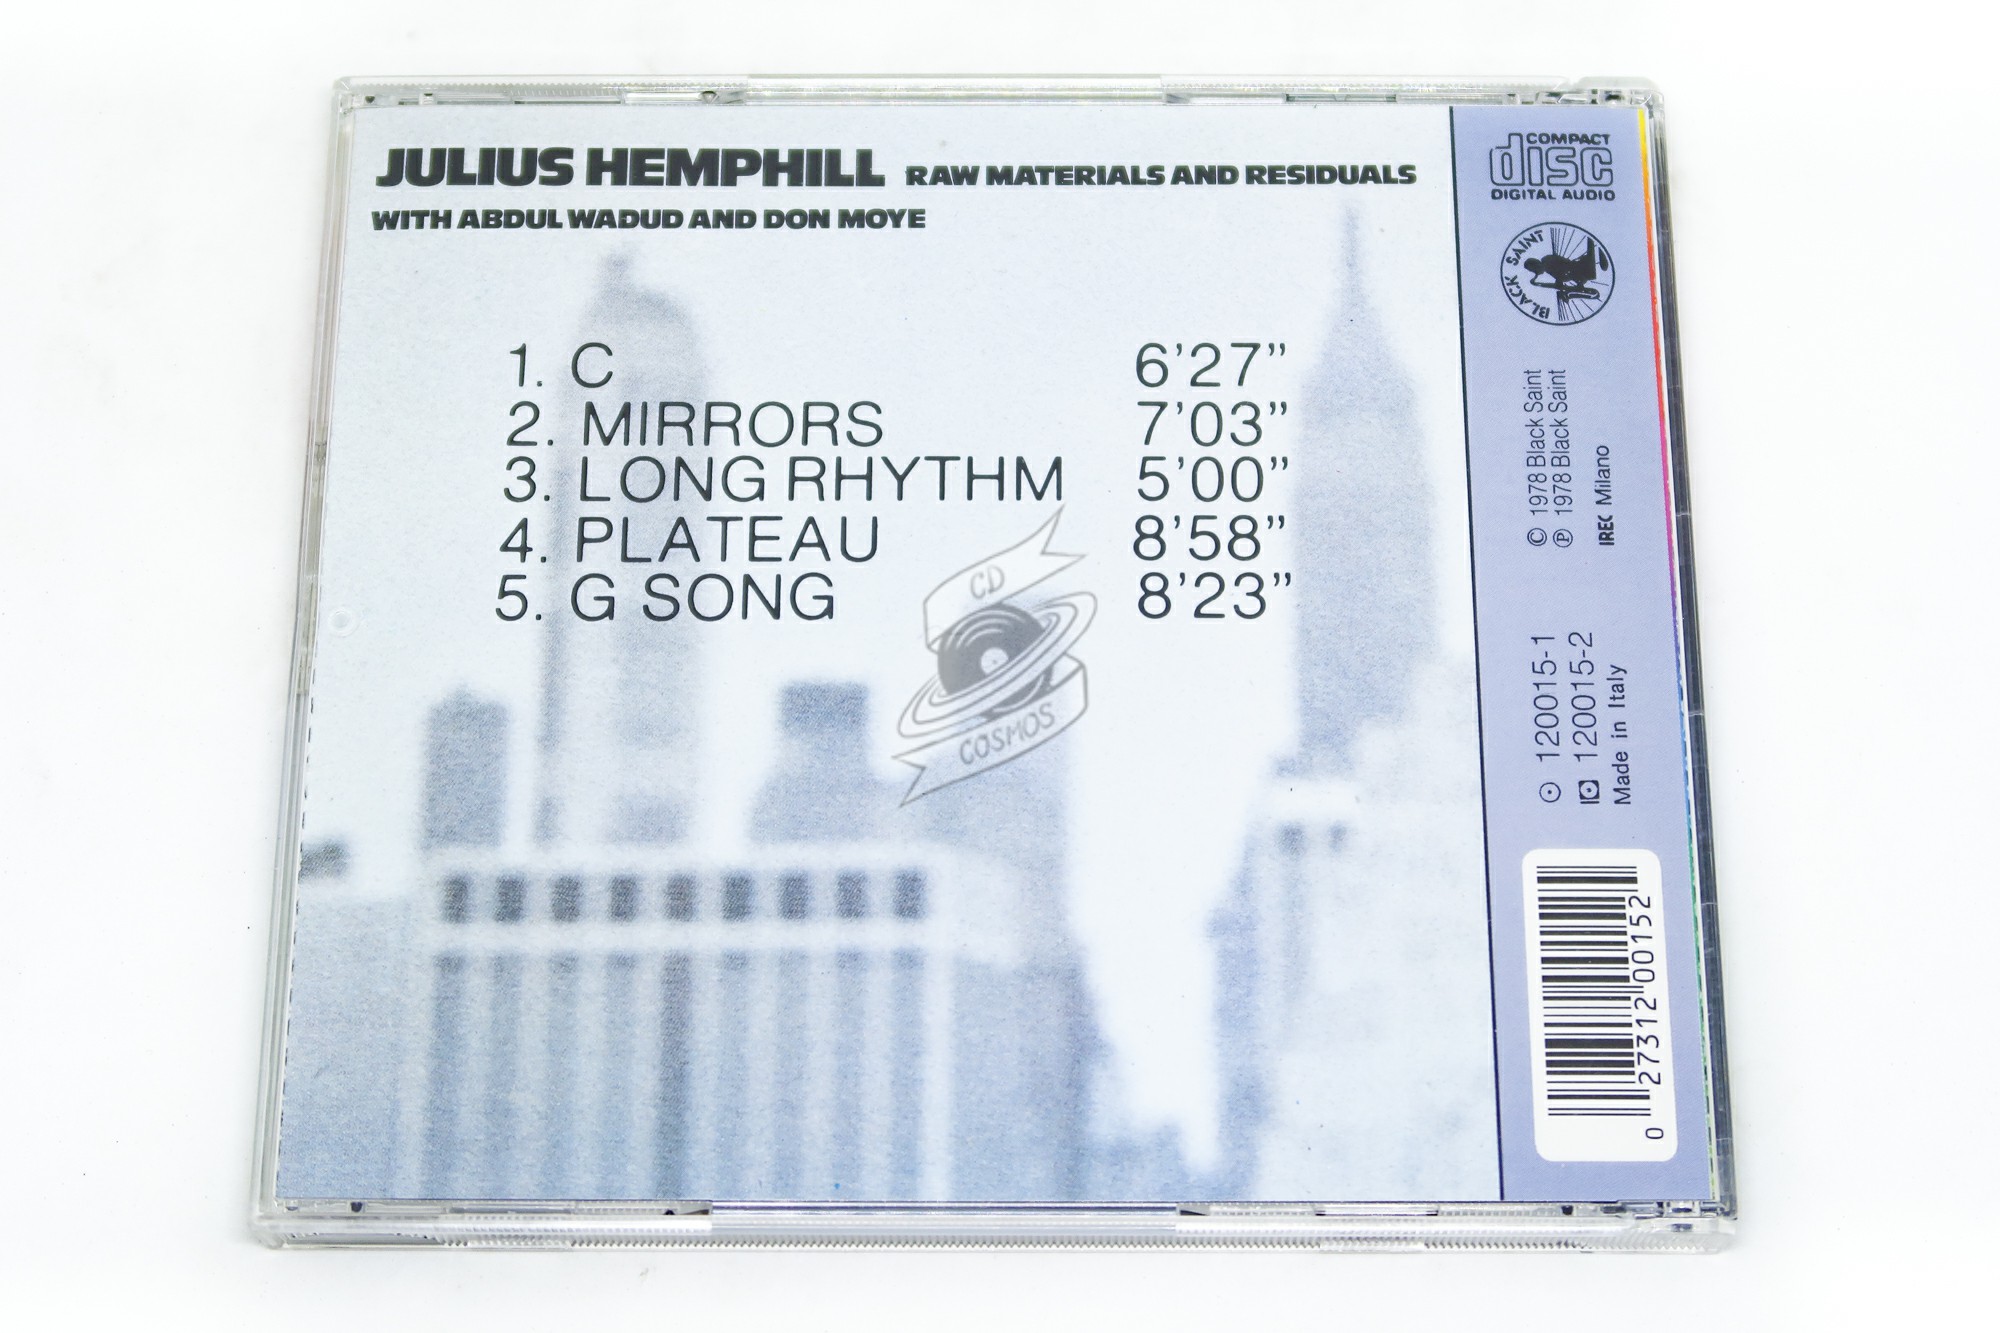 JULIUS HEMPHILL RAW MATERIALS AND RESIDUALS
WITH ABDUL WADUD AND DON MOYE
1. C 6'27"
2. MIRRORS 7'03"
3. LONG RHYTHM 5'00"
4. PLATEAU 8'58"
5. G SONG 8'23"
CD
COSMOS
COMPACT
disc
DIGITAL AUDIO
BLACK SAINT
© 1978 Black Saint
℗ 1978 Black Saint
IREC Milano
120015-1
120015-2
Made in Italy
0 27312 00152